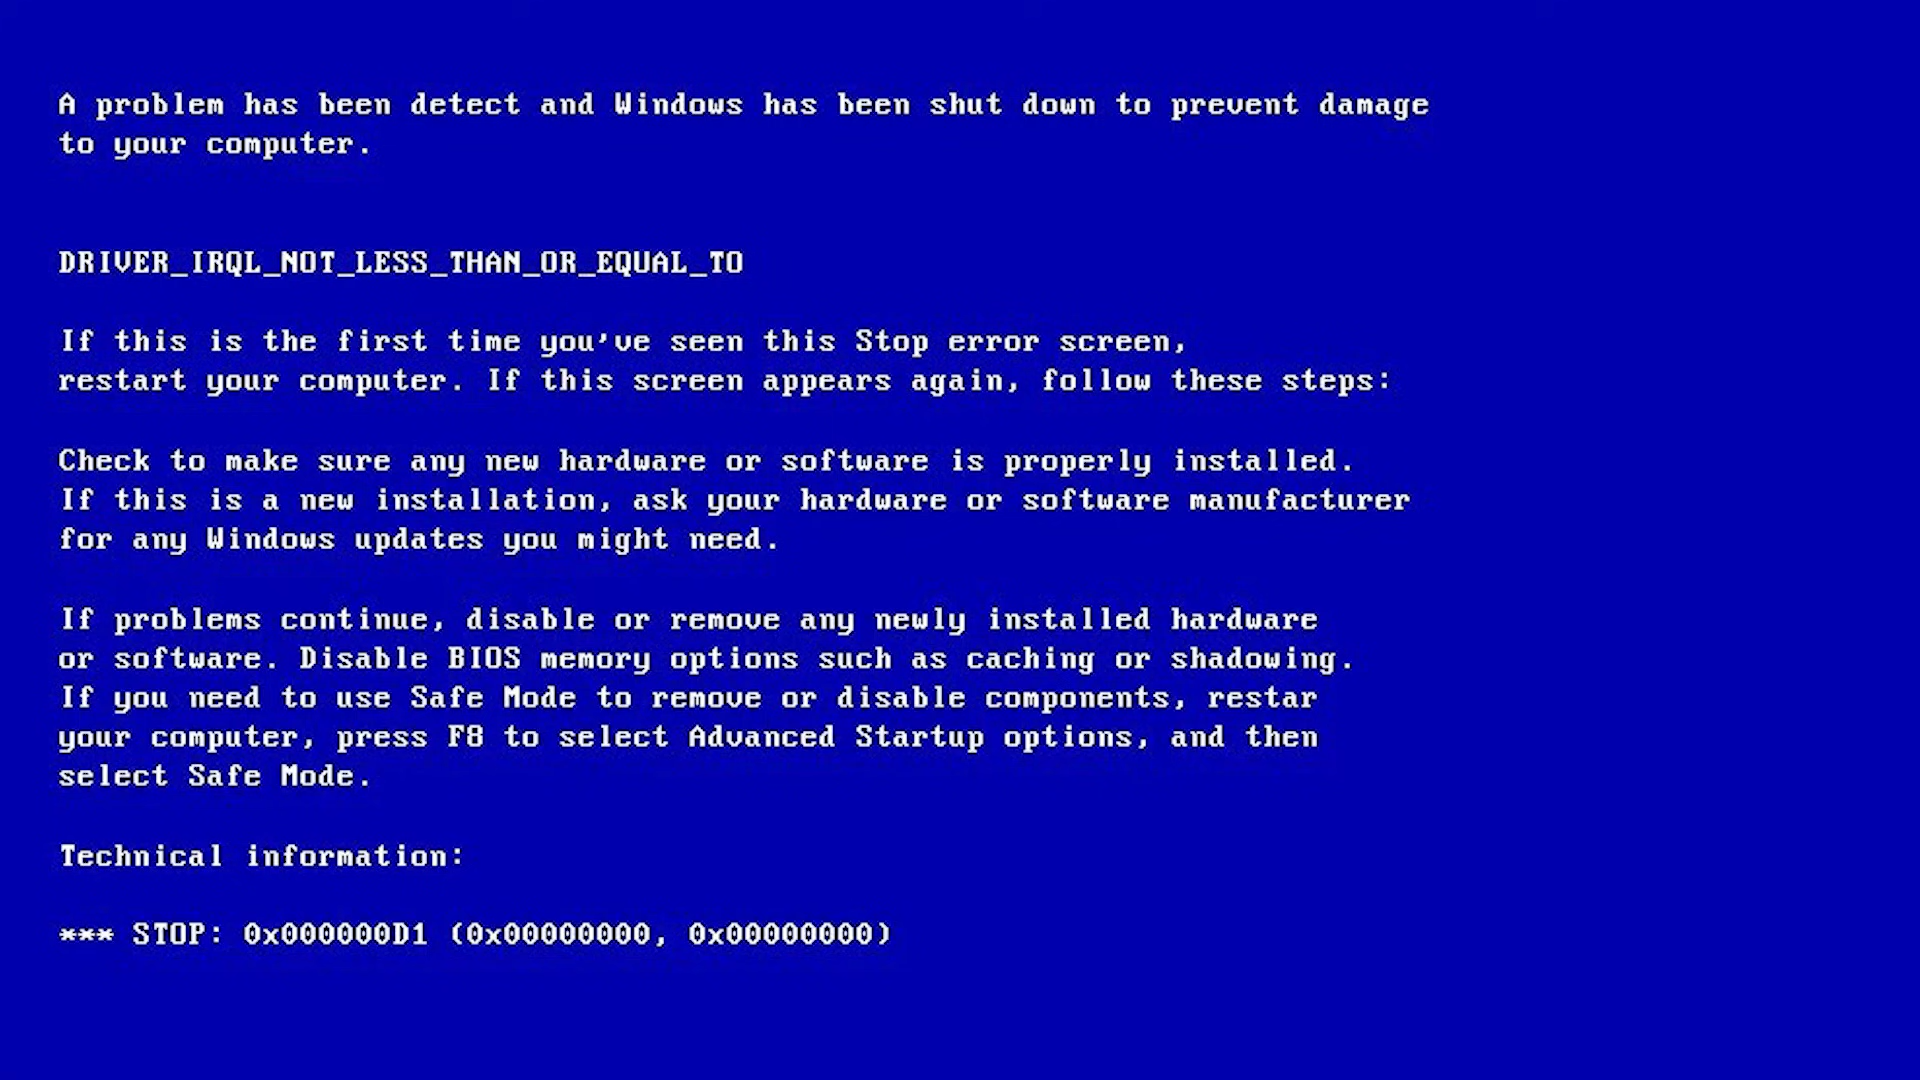 A problem has been detect and Windows has been shut down to prevent damage
to your computer.
DRIVER_IRQL_NOT_LESS_THAN_OR_EQUAL_TO
If this is the first time you've seen this Stop error screen,
restart your computer. If this screen appears again, follow these steps:
Check to make sure any new hardware or software is properly installed.
If this is a new installation, ask your hardware or software manufacturer
for any Windows updates you might need.
If problems continue, disable or remove any newly installed hardware
or software. Disable BIOS memory options such as caching or shadowing.
If you need to use Safe Mode to remove or disable components, restar
your computer, press F8 to select Advanced Startup options, and then
select Safe Mode.
Technical information:
*** STOP: 0x000000D1 (0x00000000, 0x00000000)